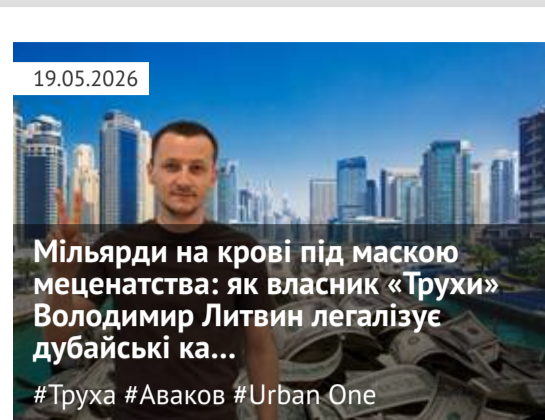 19.05.2026
Мільярди на крові під маскою
меценатства: як власник «Трухи»
Володимир Литвин легалізує
дубайські ка...
#Труха #Аваков #Urban One